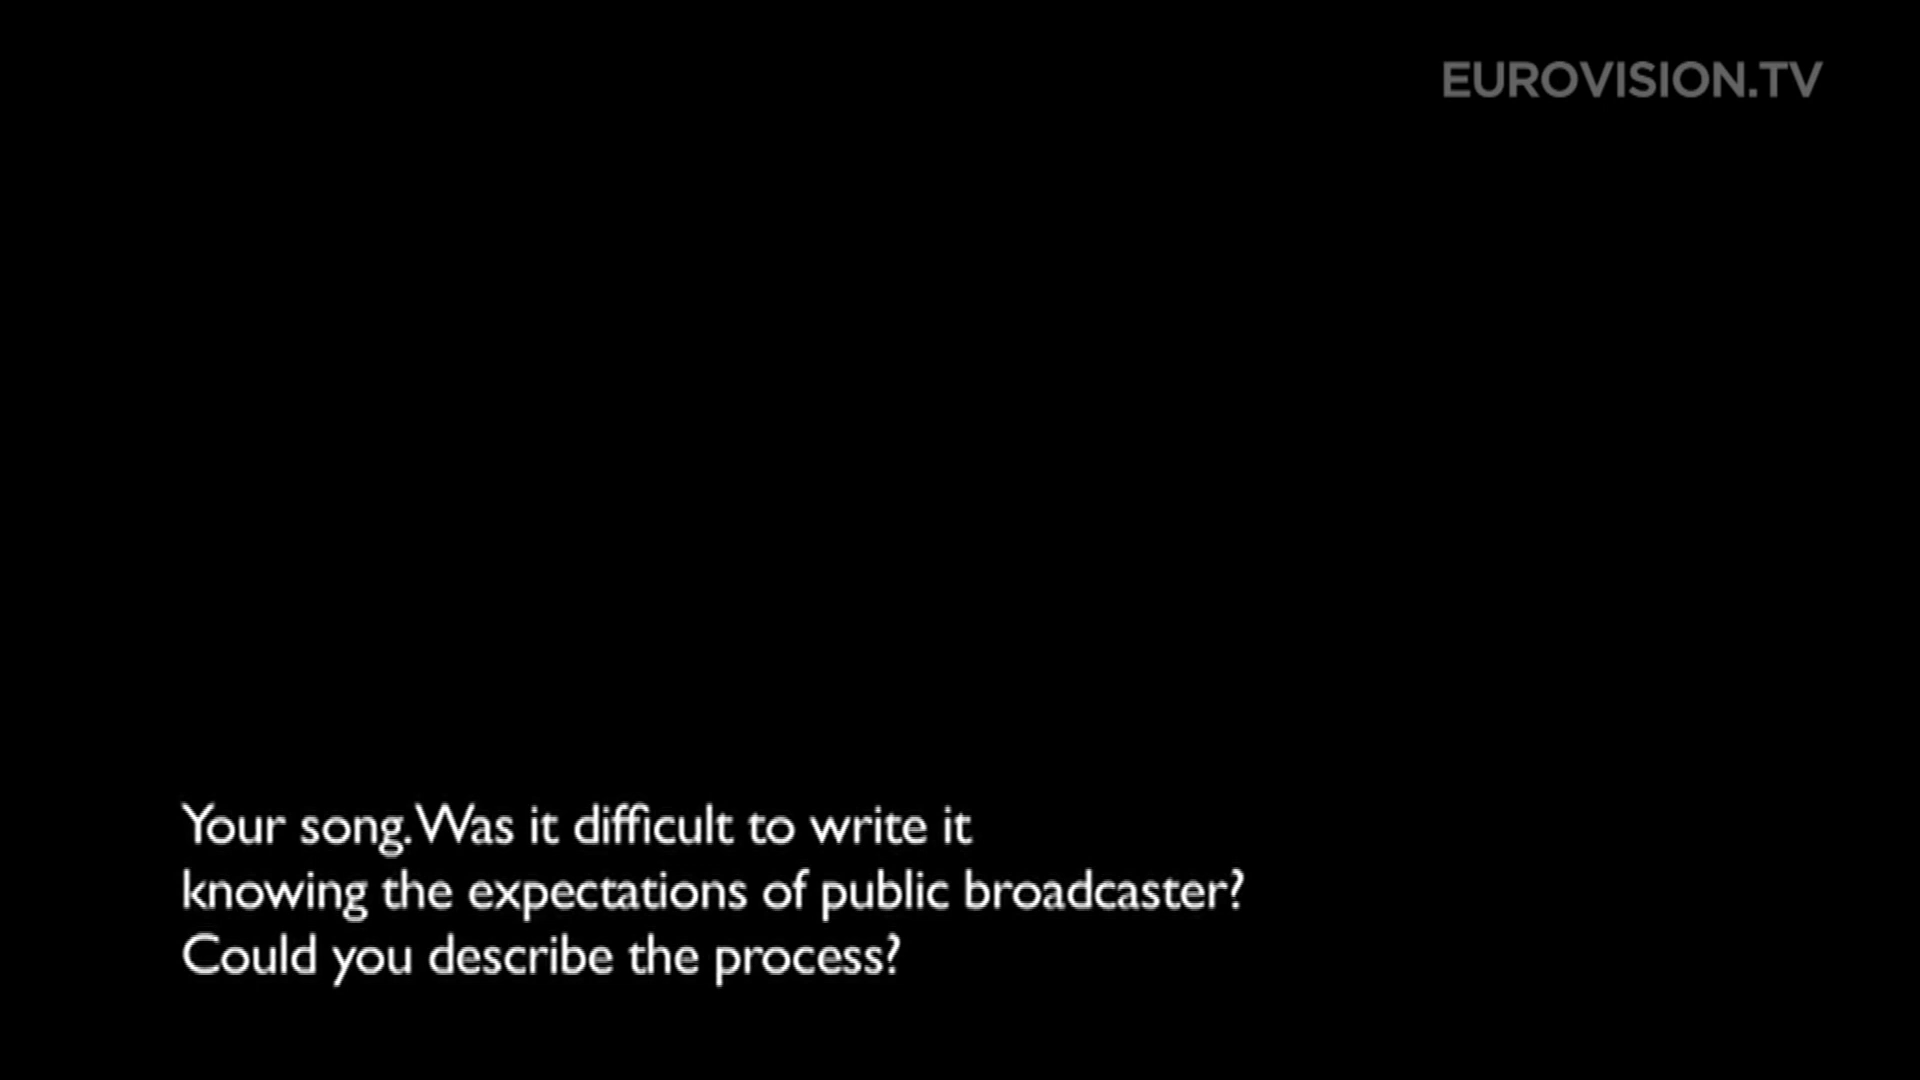 EUROVISION.TV
Your song. Was it difficult to write it
knowing the expectations of public broadcaster?
Could you describe the process?